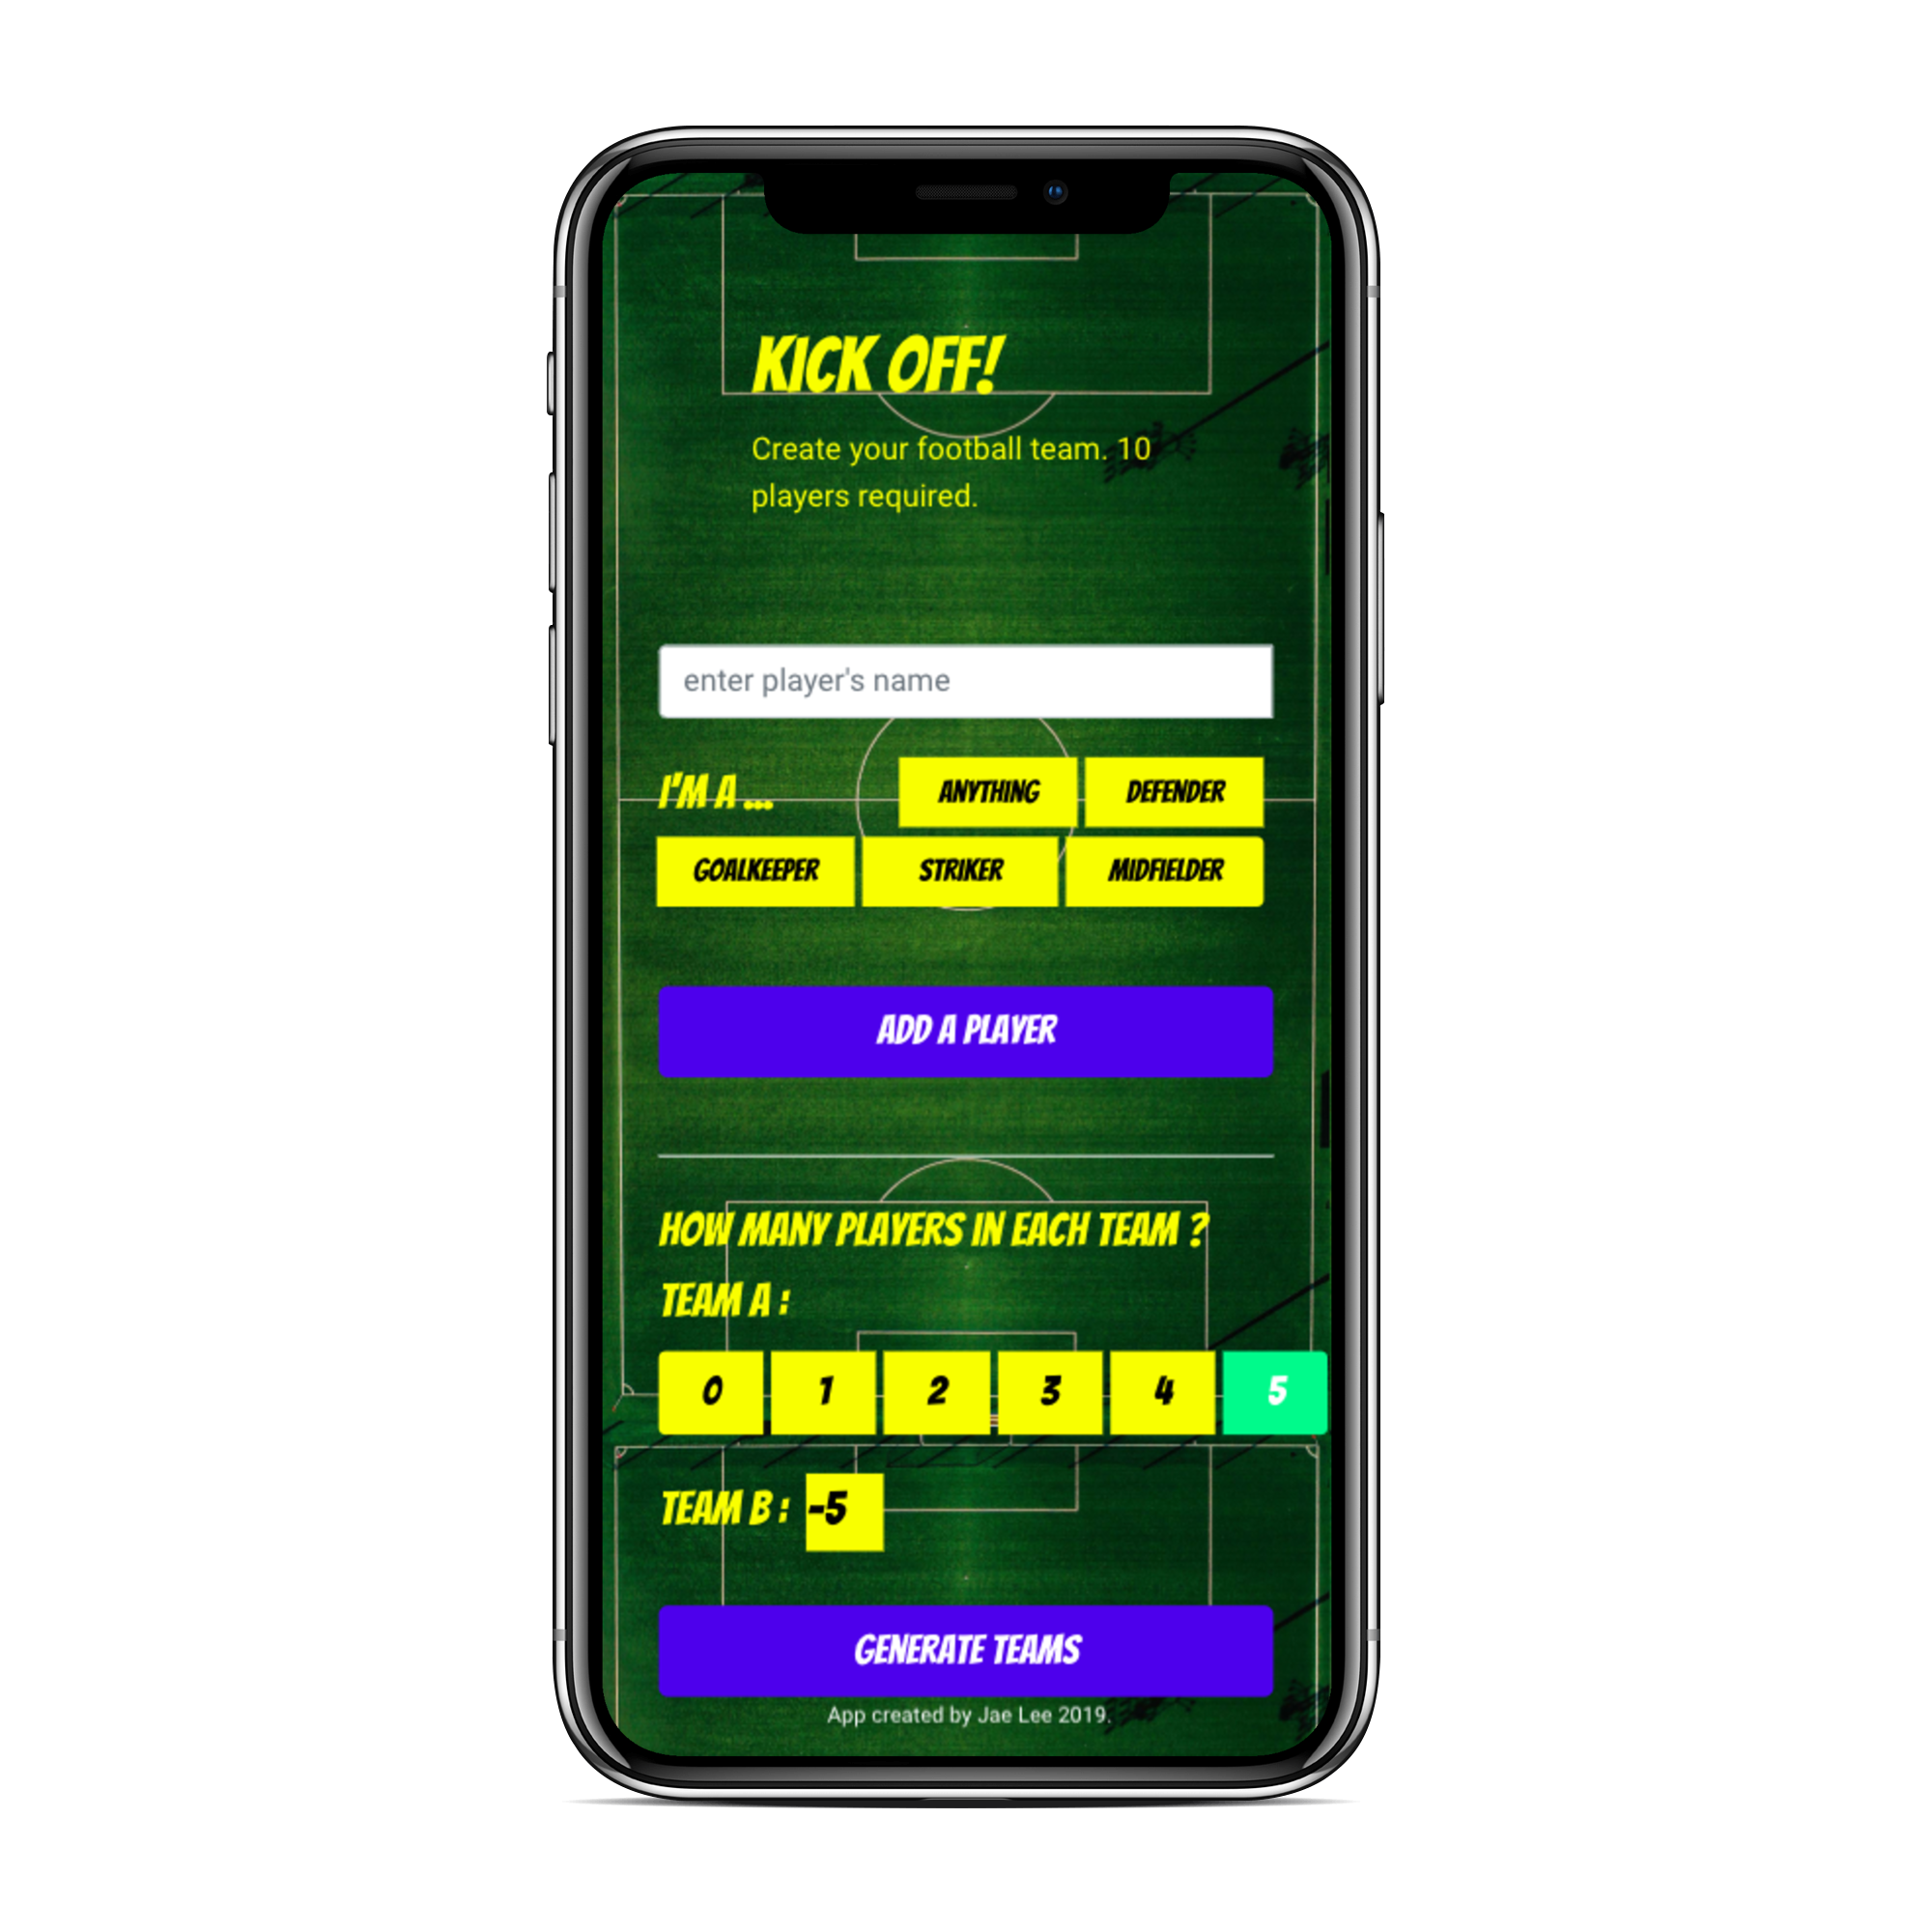 KICK OFF!
Create your football team. 10
players required.
enter player's name
I'M A ...
ANYTHING
DEFENDER
GOALKEEPER
STRIKER
MIDFIELDER
ADD A PLAYER
HOW MANY PLAYERS IN EACH TEAM ?
TEAM A :
0 1 2 3 4 5
TEAM B : -5
GENERATE TEAMS
App created by Jae Lee 2019.